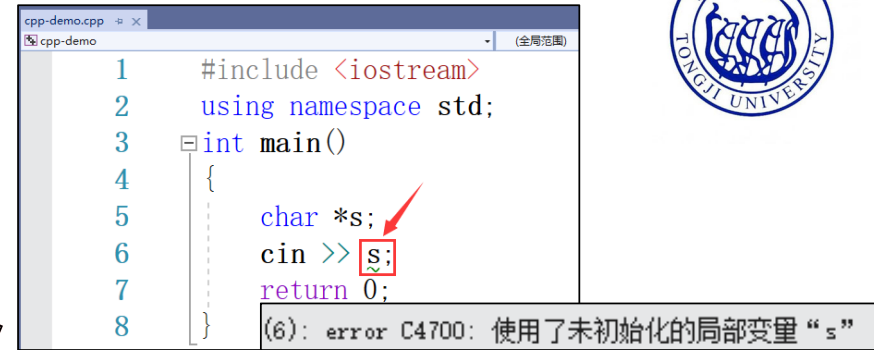 cpp-demo.cpp
cpp-demo
(全局范围)
1 #include <iostream>
2 using namespace std;
3 int main()
4 {
5 char *s;
6 cin >> s;
7 return 0;
8 }
(6): error C4700: 使用了未初始化的局部变量“s”
TONGJI UNIVERSITY